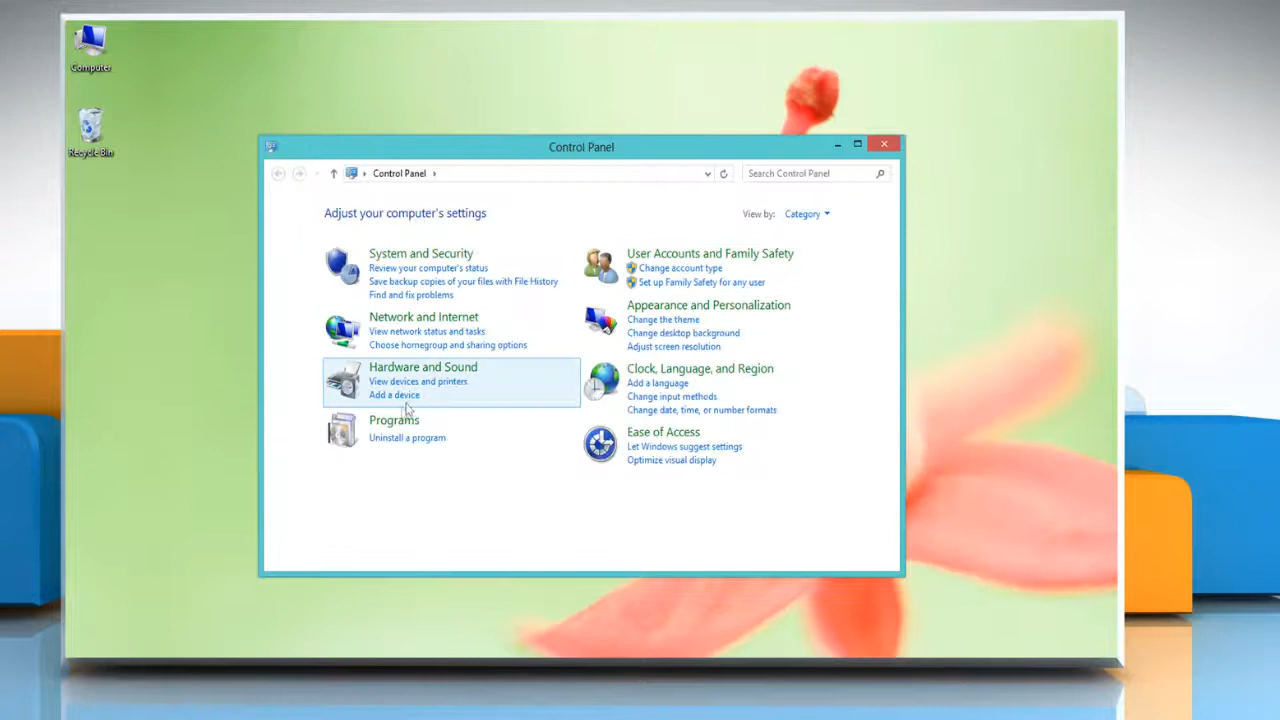 Computer
Recycle Bin
Control Panel
Control Panel
Search Control Panel
Adjust your computer's settings
View by: Category
System and Security
Review your computer's status
Save backup copies of your files with File History
Find and fix problems
Network and Internet
View network status and tasks
Choose homegroup and sharing options
Hardware and Sound
View devices and printers
Add a device
Programs
Uninstall a program
User Accounts and Family Safety
Change account type
Set up Family Safety for any user
Appearance and Personalization
Change the theme
Change desktop background
Adjust screen resolution
Clock, Language, and Region
Add a language
Change input methods
Change date, time, or number formats
Ease of Access
Let Windows suggest settings
Optimize visual display